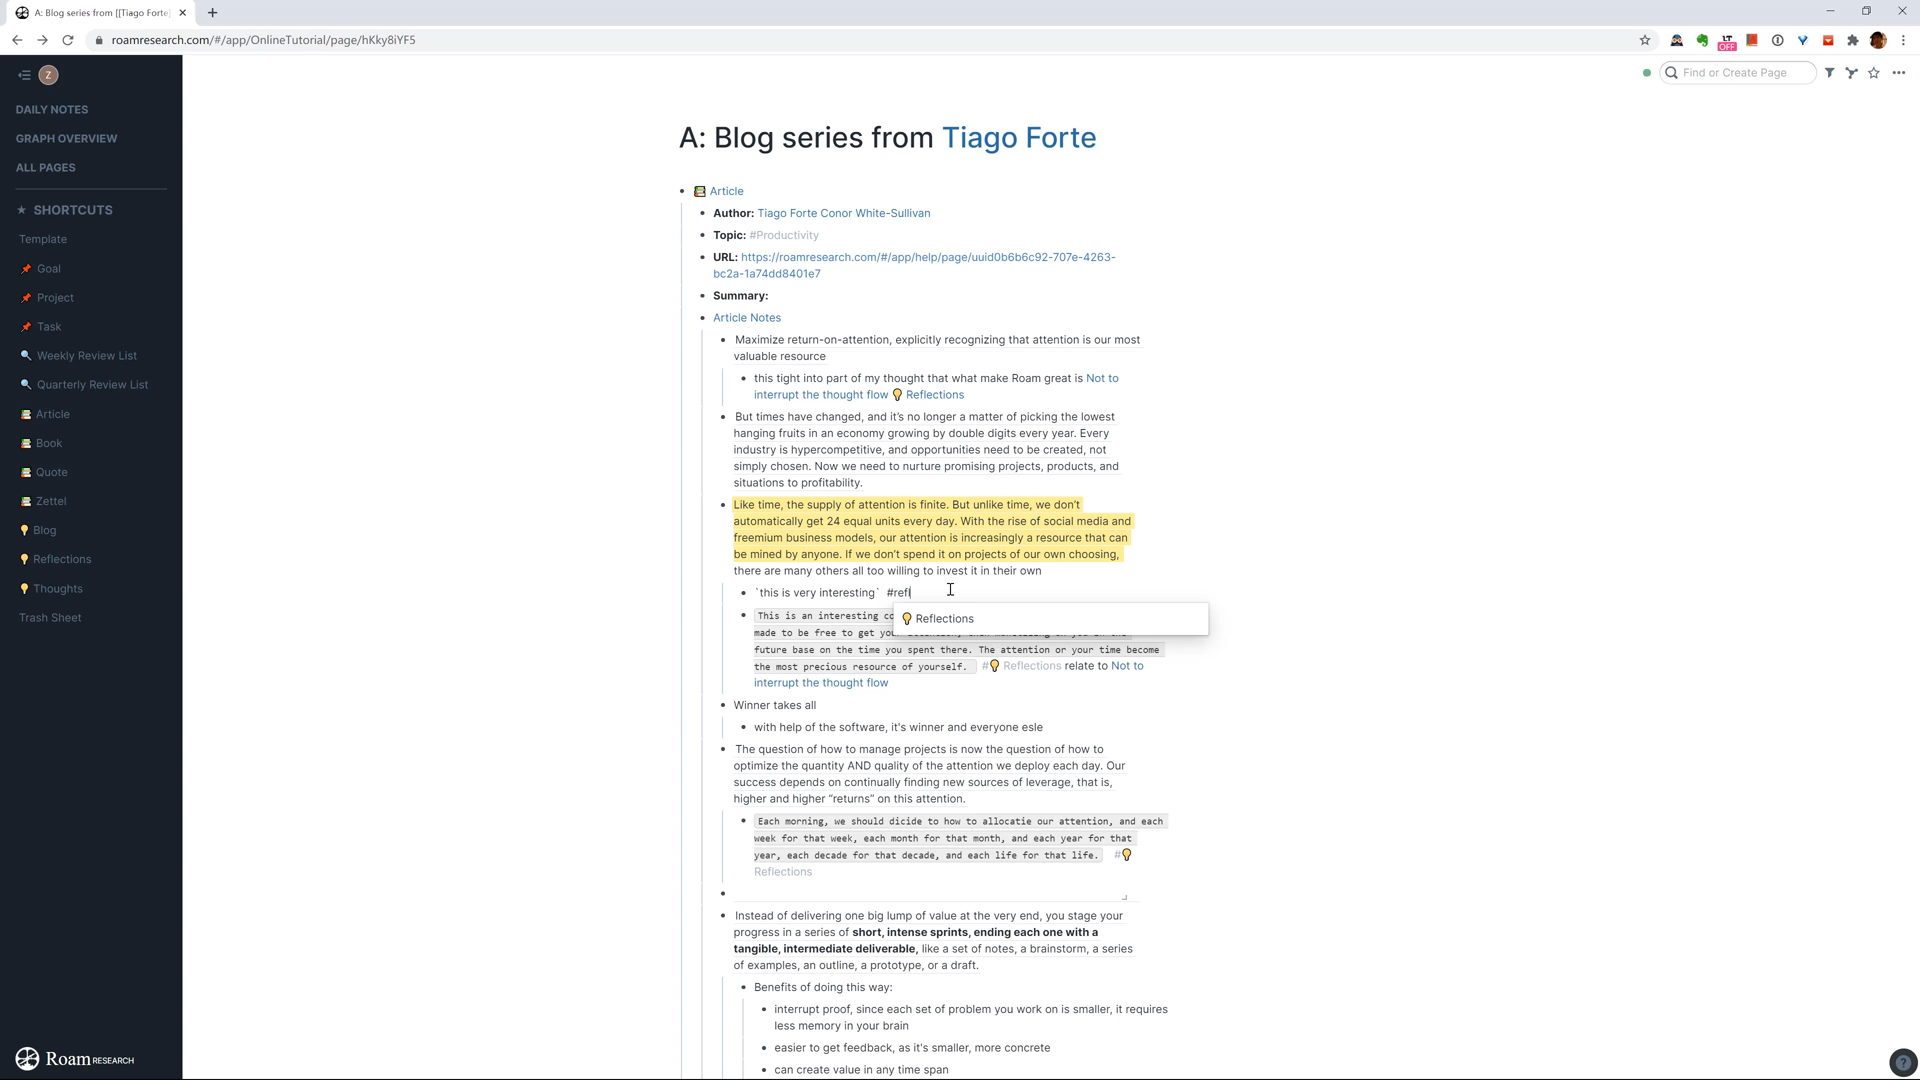 A: Blog series from [[Tiago Forte]
roamresearch.com/#/app/OnlineTutorial/page/hKky8iYF5
LT
OFF
Z
Find or Create Page
DAILY NOTES
GRAPH OVERVIEW
ALL PAGES
★ SHORTCUTS
Template
📌 Goal
📌 Project
📌 Task
🔍 Weekly Review List
🔍 Quarterly Review List
📚 Article
📚 Book
📚 Quote
📚 Zettel
💡 Blog
💡 Reflections
💡 Thoughts
Trash Sheet
Roam RESEARCH
A: Blog series from Tiago Forte
📚 Article
Author: Tiago Forte Conor White-Sullivan
Topic: #Productivity
URL: https://roamresearch.com/#/app/help/page/uuid0b6b6c92-707e-4263-
bc2a-1a74dd8401e7
Summary:
Article Notes
Maximize return-on-attention, explicitly recognizing that attention is our most
valuable resource
this tight into part of my thought that what make Roam great is Not to
interrupt the thought flow 💡 Reflections
But times have changed, and it's no longer a matter of picking the lowest
hanging fruits in an economy growing by double digits every year. Every
industry is hypercompetitive, and opportunities need to be created, not
simply chosen. Now we need to nurture promising projects, products, and
situations to profitability.
Like time, the supply of attention is finite. But unlike time, we don't
automatically get 24 equal units every day. With the rise of social media and
freemium business models, our attention is increasingly a resource that can
be mined by anyone. If we don't spend it on projects of our own choosing,
there are many others all too willing to invest it in their own
`this is very interesting` #refl
💡 Reflections
This is an interesting
made to be free to get
future base on the time you spent there. The attention or your time become
the most precious resource of yourself. #💡 Reflections relate to Not to
interrupt the thought flow
Winner takes all
with help of the software, it's winner and everyone esle
The question of how to manage projects is now the question of how to
optimize the quantity AND quality of the attention we deploy each day. Our
success depends on continually finding new sources of leverage, that is,
higher and higher “returns” on this attention.
Each morning, we should dicide to how to allocatie our attention, and each
week for that week, each month for that month, and each year for that
year, each decade for that decade, and each life for that life. #💡
Reflections
Instead of delivering one big lump of value at the very end, you stage your
progress in a series of short, intense sprints, ending each one with a
tangible, intermediate deliverable, like a set of notes, a brainstorm, a series
of examples, an outline, a prototype, or a draft.
Benefits of doing this way:
interrupt proof, since each set of problem you work on is smaller, it requires
less memory in your brain
easier to get feedback, as it's smaller, more concrete
can create value in any time span